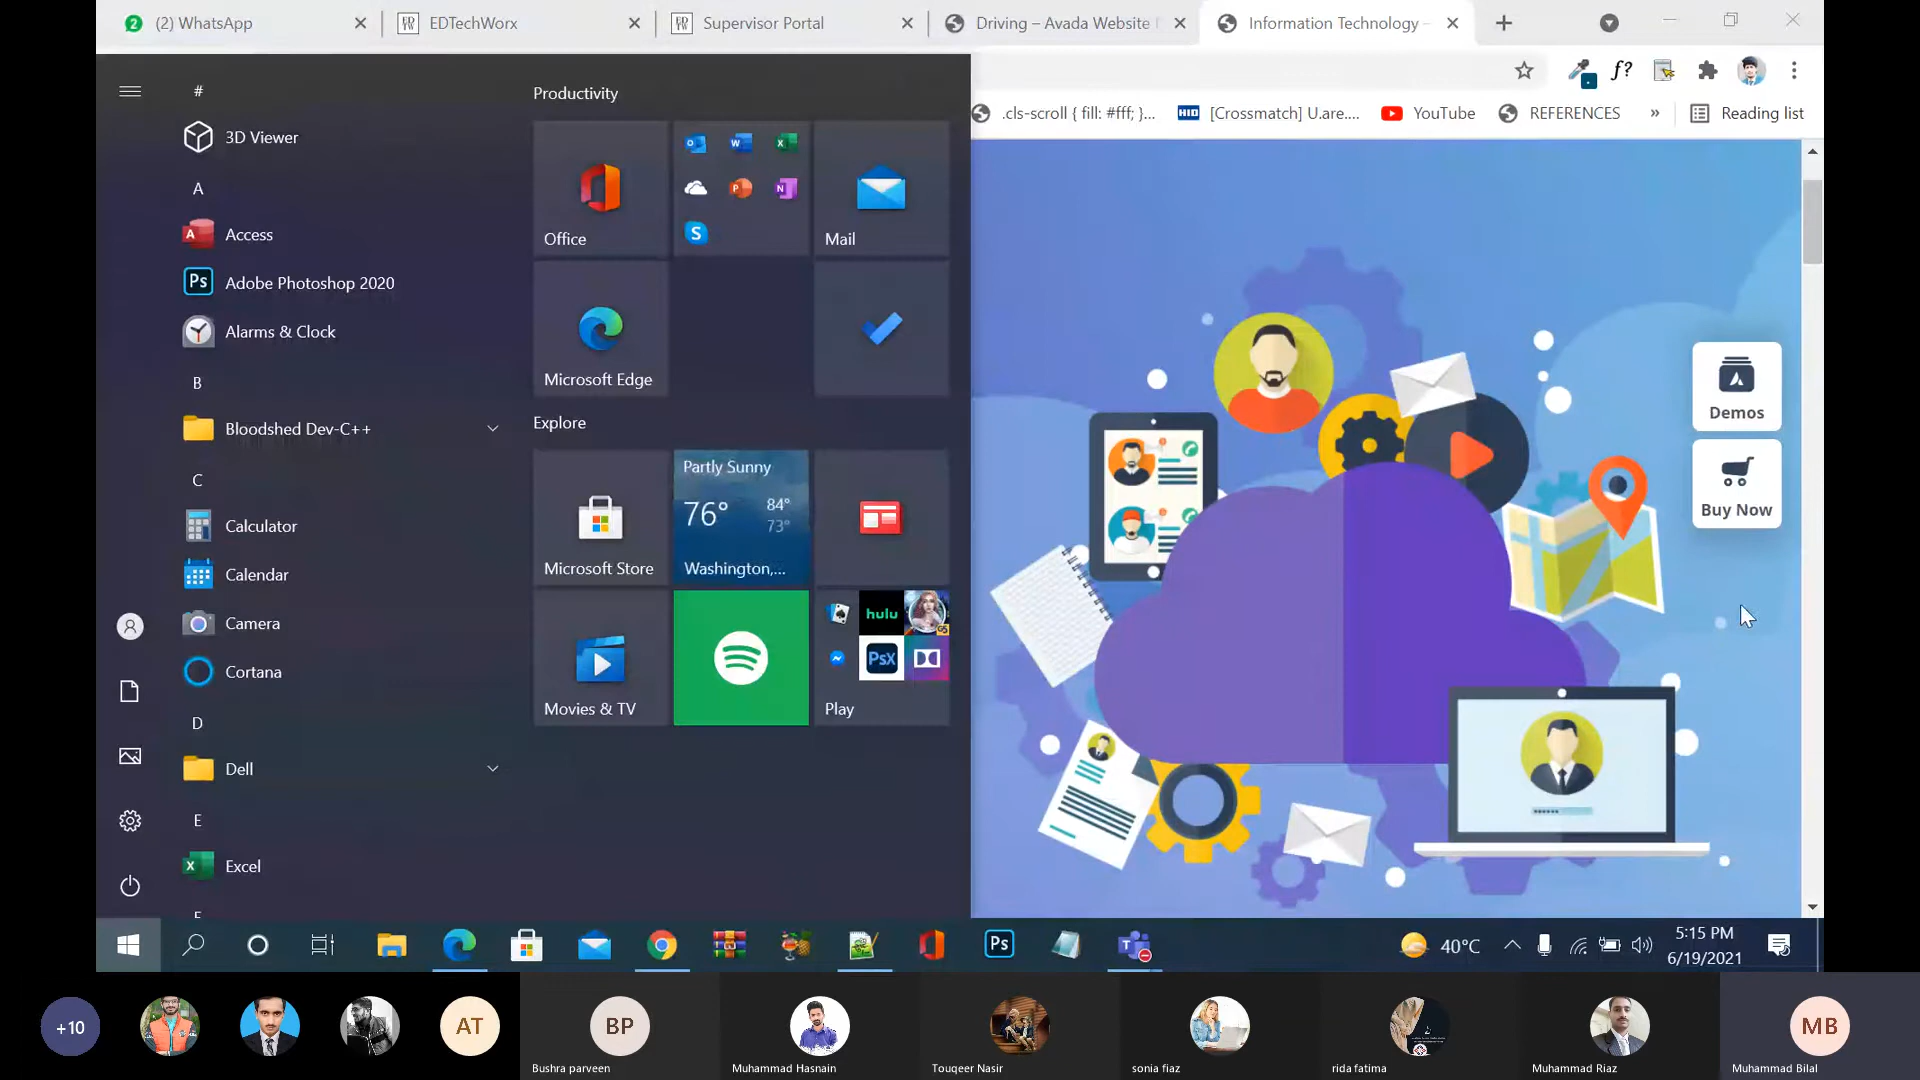 (2) WhatsApp
EDTechWorx
Supervisor Portal
Driving – Avada Website
Information Technology –
f?
.cls-scroll { fill: #fff; }...
HID
[Crossmatch] U.are....
YouTube
REFERENCES
»
Reading list
#
3D Viewer
A
Access
Adobe Photoshop 2020
Alarms & Clock
B
Bloodshed Dev-C++
C
Calculator
Calendar
Camera
Cortana
D
Dell
E
Excel
Productivity
Office
Mail
Microsoft Edge
Explore
Microsoft Store
Partly Sunny
76°
84°
73°
Washington,...
Movies & TV
hulu
PsX
Play
Demos
Buy Now
Ps
40°C
5:15 PM
6/19/2021
+10
AT
BP
Bushra parveen
Muhammad Hasnain
Touqeer Nasir
sonia fiaz
rida fatima
Muhammad Riaz
MB
Muhammad Bilal